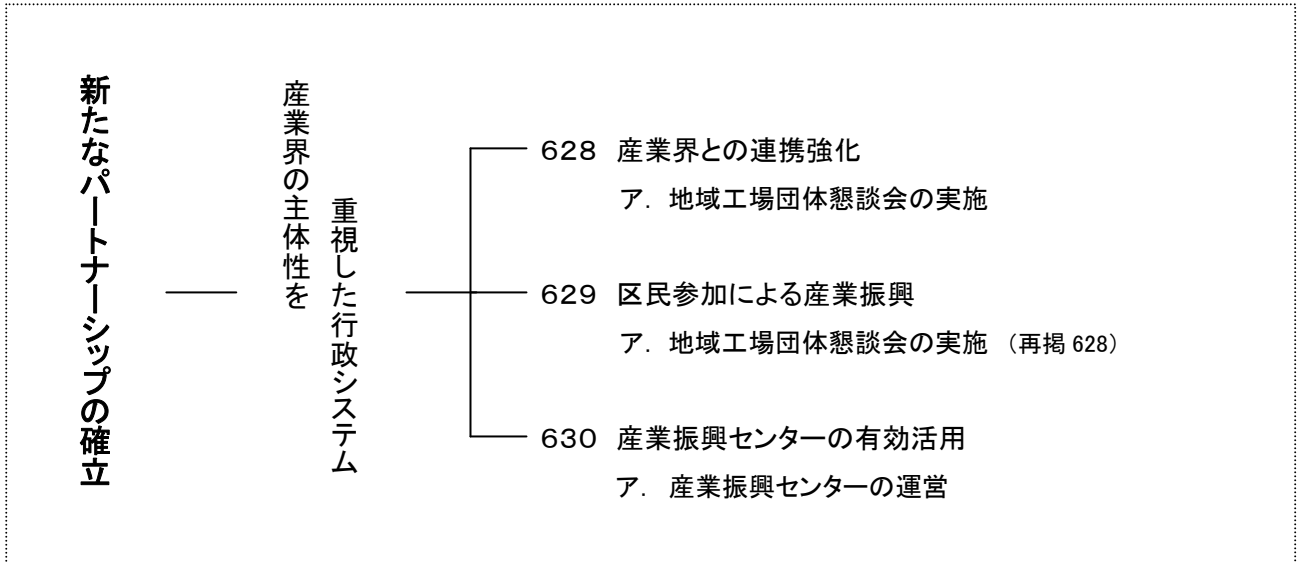 新たなパートナーシップの確立
産業界の主体性を
重視した行政システム
628 産業界との連携強化
ア. 地域工場団体懇談会の実施
629 区民参加による産業振興
ア. 地域工場団体懇談会の実施 (再掲 628)
630 産業振興センターの有効活用
ア. 産業振興センターの運営